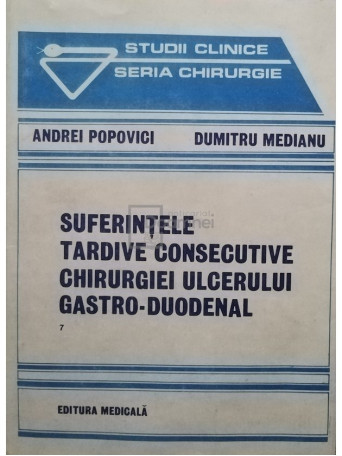 STUDII CLINICE
SERIA CHIRURGIE
ANDREI POPOVICI DUMITRU MEDIANU
SUFERINȚELE
TARDIVE CONSECUTIVE
CHIRURGIEI ULCERULUI
GASTRO-DUODENAL
7
EDITURA MEDICALĂ